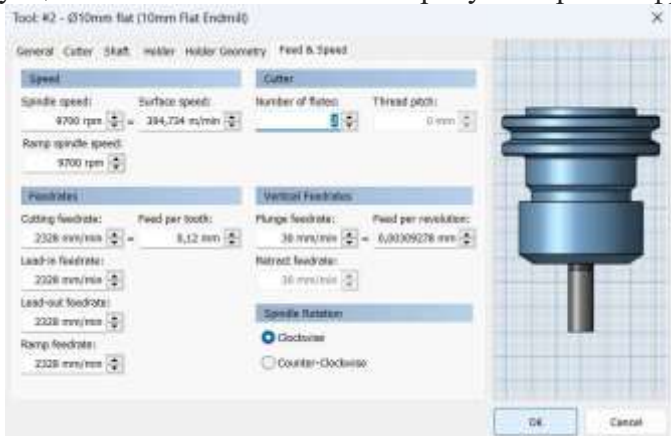 Tool: #2 - Ø10mm flat (10mm Flat Endmill)
General Cutter Shaft Holder Holder Geometry Feed & Speed
Speed
Cutter
Spindle speed: Surface speed: Number of flutes: Thread pitch:
9700 rpm = 304,734 m/min 0 mm
Ramp spindle speed:
9700 rpm
Feedrates
Vertical Feedrates
Cutting feedrate: Feed per tooth: Plunge feedrate: Feed per revolution:
2328 mm/min = 0,12 mm 30 mm/min = 0,00309278 mm
Lead-in feedrate: Retract feedrate:
2328 mm/min 30 mm/min
Lead-out feedrate:
2328 mm/min
Spindle Rotation
Ramp feedrate:
2328 mm/min
Clockwise
Counter-Clockwise
OK Cancel